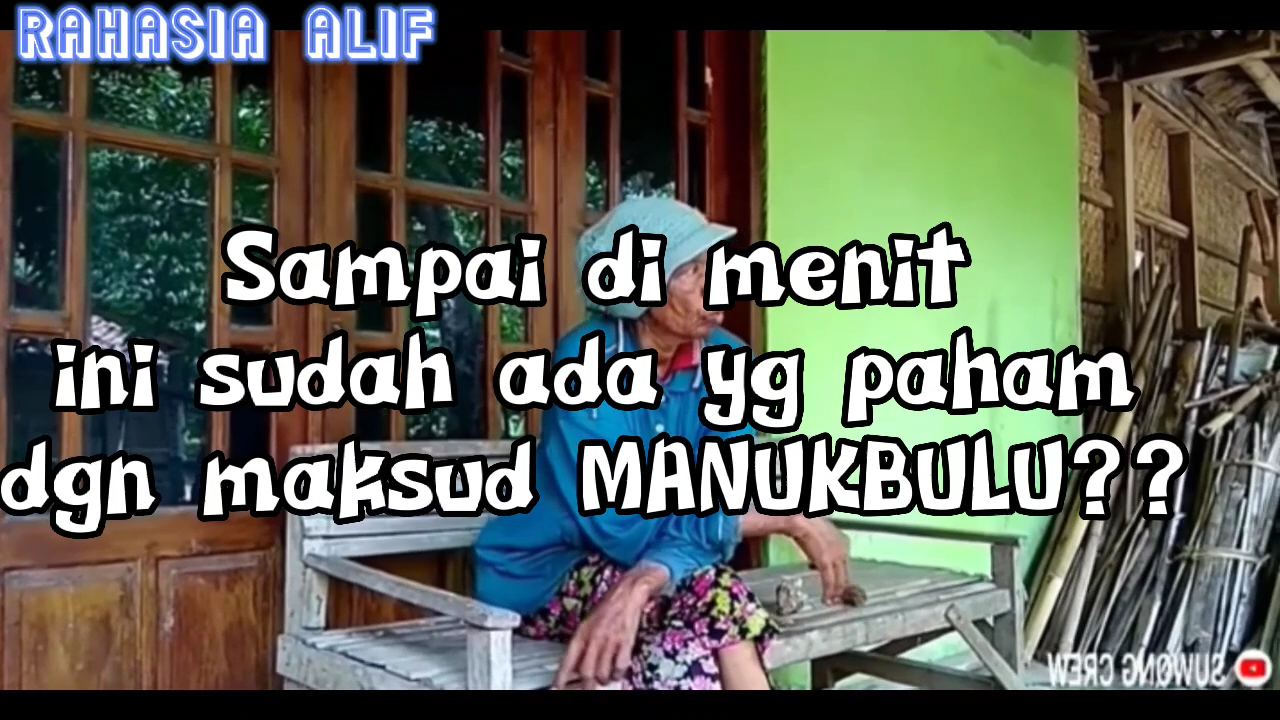 RAHASIA ALIF
Sampai di menit
ini sudah ada yg paham
dgn maksud MANUKBULU??
SUWONG CREW